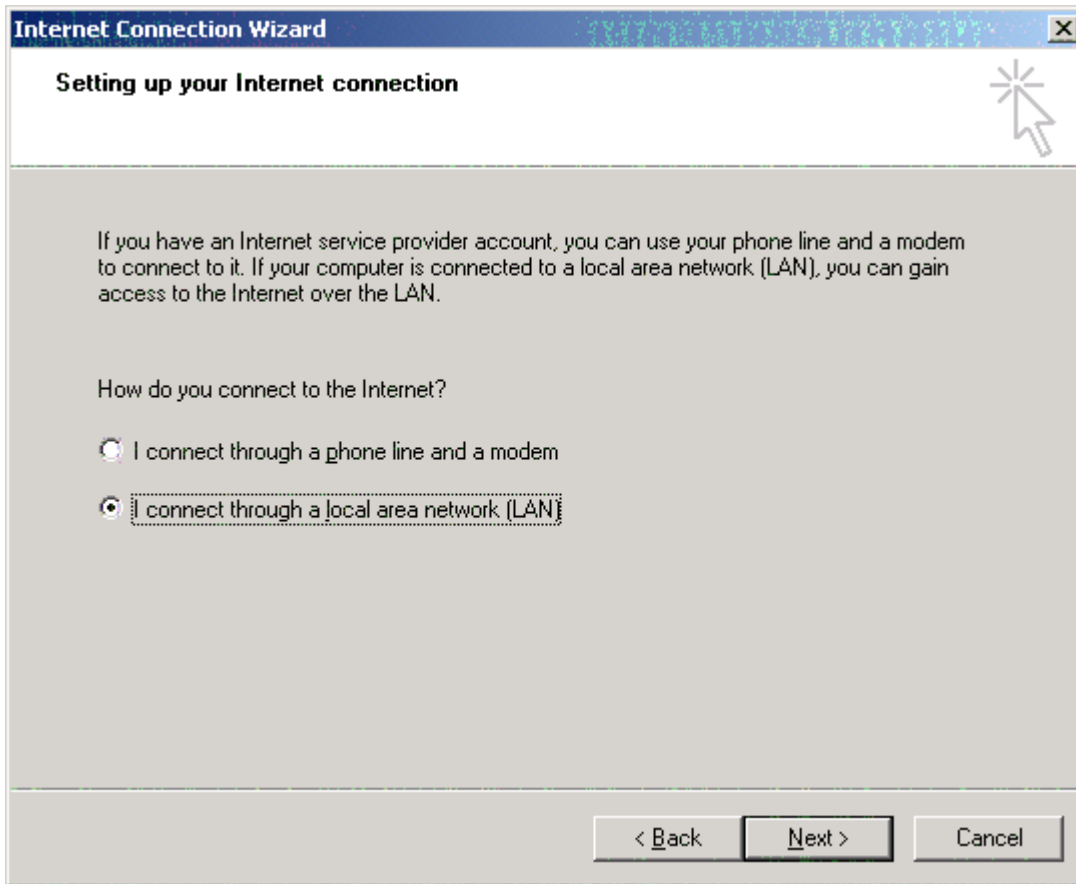 Internet Connection Wizard
Setting up your Internet connection
If you have an Internet service provider account, you can use your phone line and a modem
to connect to it. If your computer is connected to a local area network (LAN), you can gain
access to the Internet over the LAN.
How do you connect to the Internet?
I connect through a phone line and a modem
I connect through a local area network (LAN)
< Back Next > Cancel